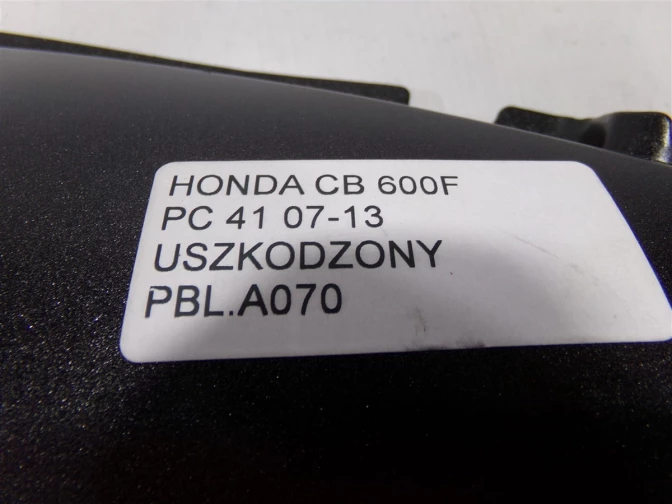 HONDA CB 600F
PC 41 07-13
USZKODZONY
PBL.A070